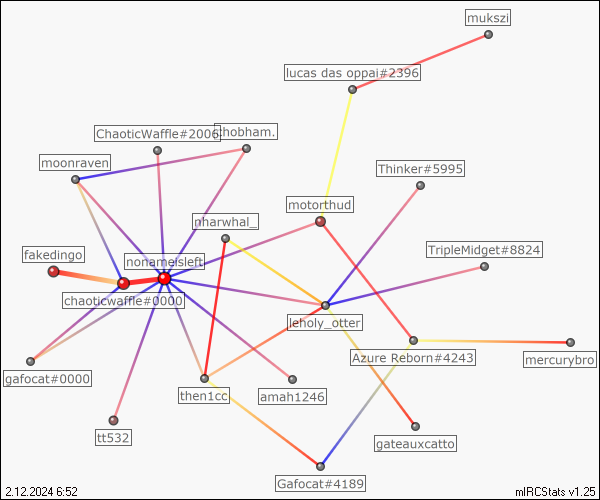 mukszi
lucas das oppai#2396
ChaoticWaffle#2006
chobham.
moonraven
Thinker#5995
motorthud
nharwhal_
TripleMidget#8824
fakedingo
nonameisleft
chaoticwaffle#0000
leholy_otter
Azure Reborn#4243
mercurybro
gafocat#0000
then1cc
amah1246
tt532
gateauxcatto
Gafocat#4189
2.12.2024 6:52
mIRCStats v1.25